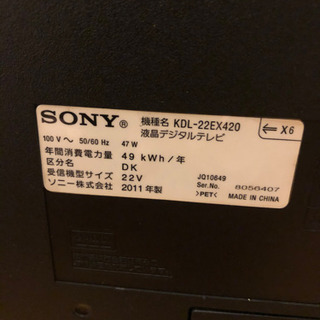 SONY® 機種名 KDL-22EX420
液晶デジタルテレビ
⇐ X6
100 V ～ 50/60 Hz 47 W
年間消費電力量 49 kWh/年
区分名 DK
受信機型サイズ 22V
ソニー株式会社 2011年製
JQ10649
Ser.No. 8056407
>PET< MADE IN CHINA